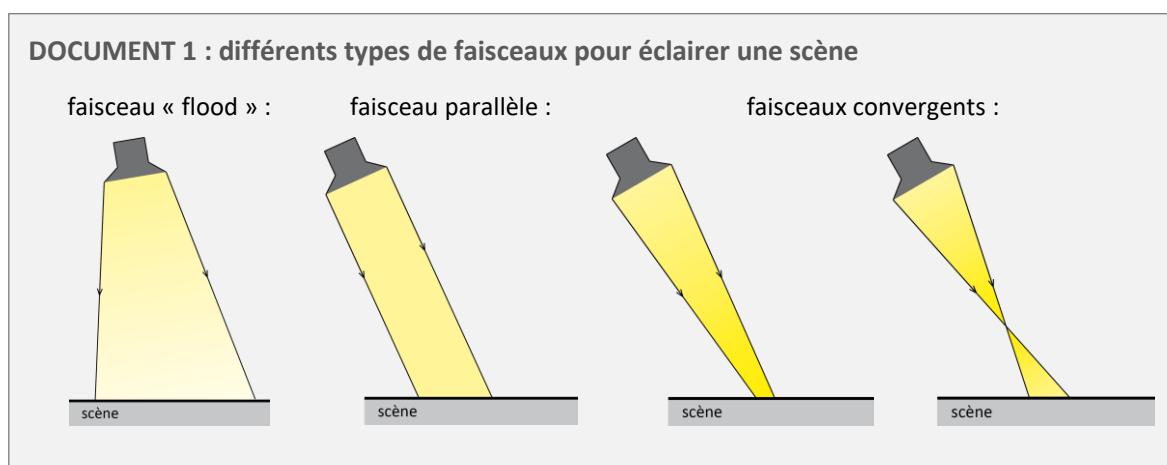 DOCUMENT 1 : différents types de faisceaux pour éclairer une scène
faisceau « flood » : faisceau parallèle : faisceaux convergents :
scène scène scène scène